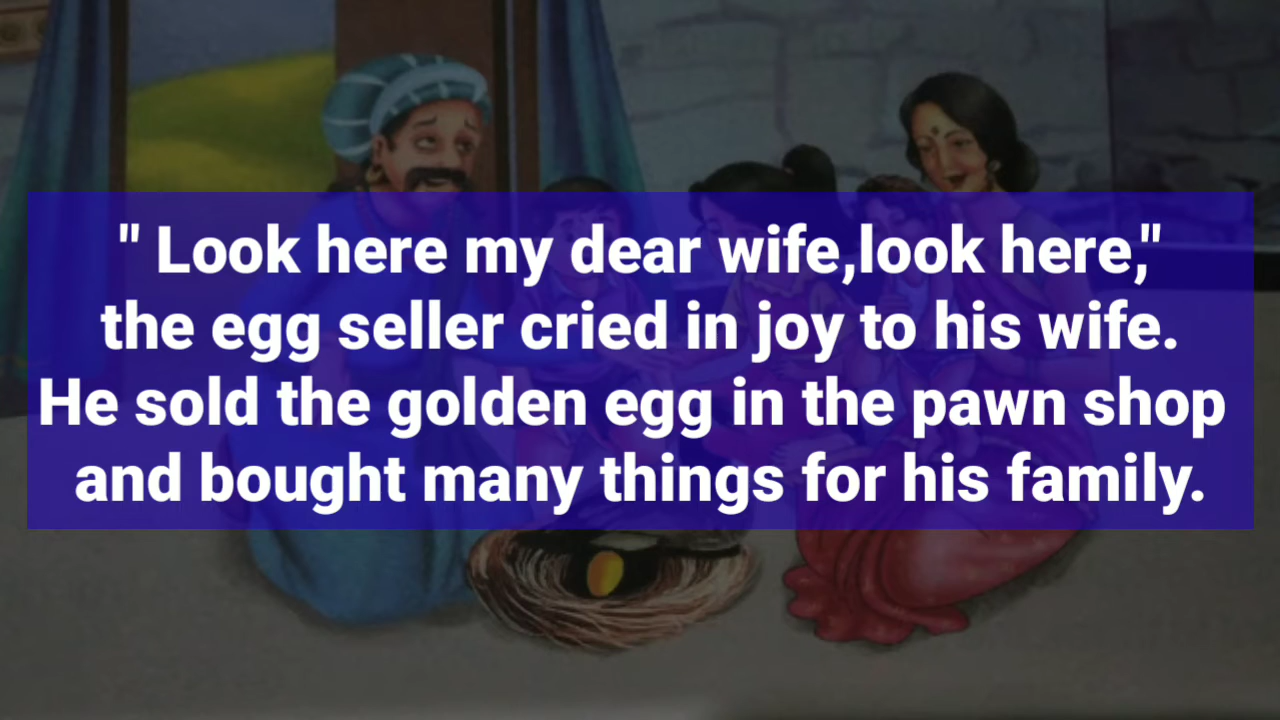 " Look here my dear wife,look here,"
the egg seller cried in joy to his wife.
He sold the golden egg in the pawn shop
and bought many things for his family.